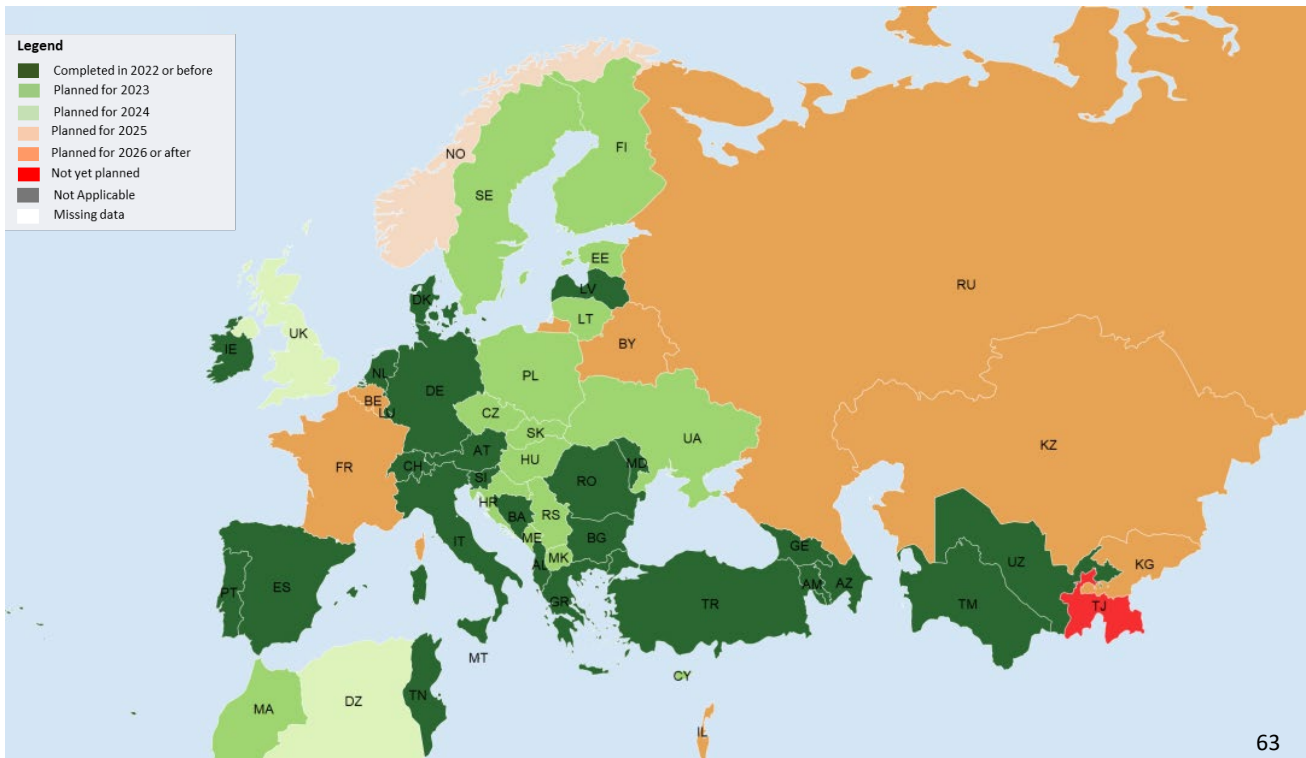 Legend
Completed in 2022 or before
Planned for 2023
Planned for 2024
Planned for 2025
Planned for 2026 or after
Not yet planned
Not Applicable
Missing data
NO
FI
SE
EE
RU
LV
DK
LT
UK
BY
IE
NL
PL
DE
BE
LU
CZ
SK
UA
KZ
AT
HU
FR
CH
MD
SI
RO
HR
BA
RS
IT
ME
BG
GE
MK
UZ
KG
AL
PT
ES
AM
AZ
GR
TR
TM
TJ
MT
CY
TN
DZ
MA
IL
63